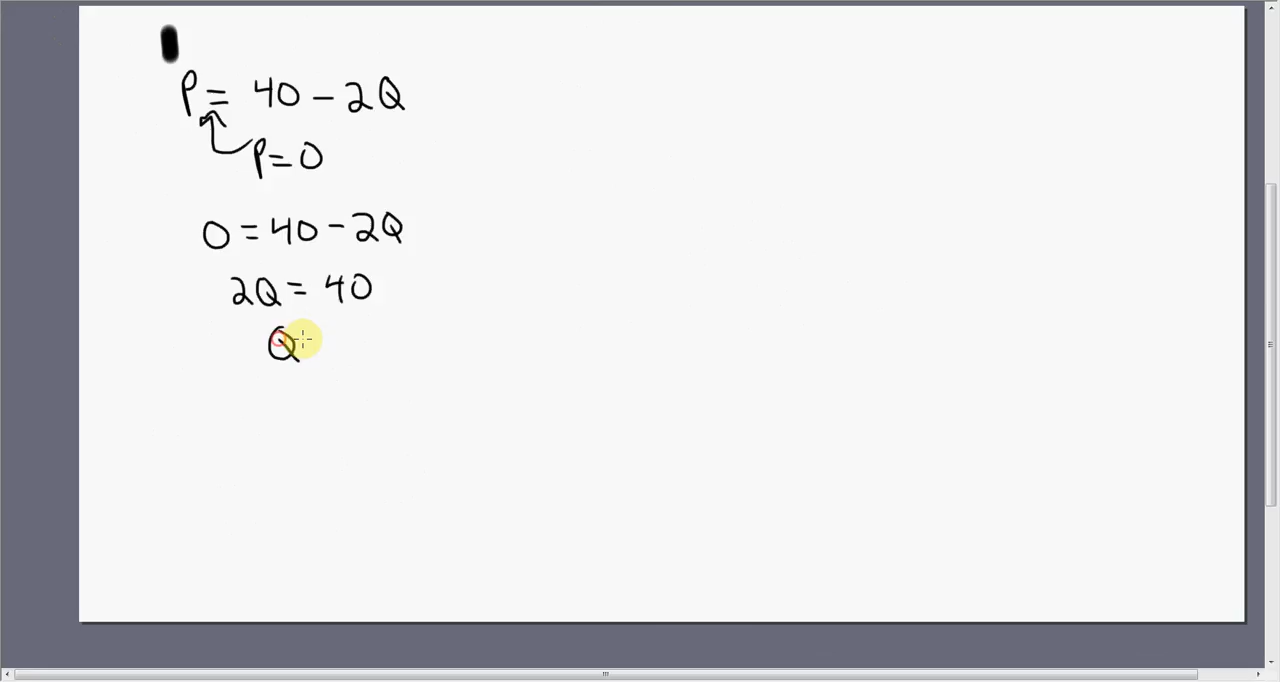 P = 40 - 2Q
P = 0
0 = 40 - 2Q
2Q = 40
Q